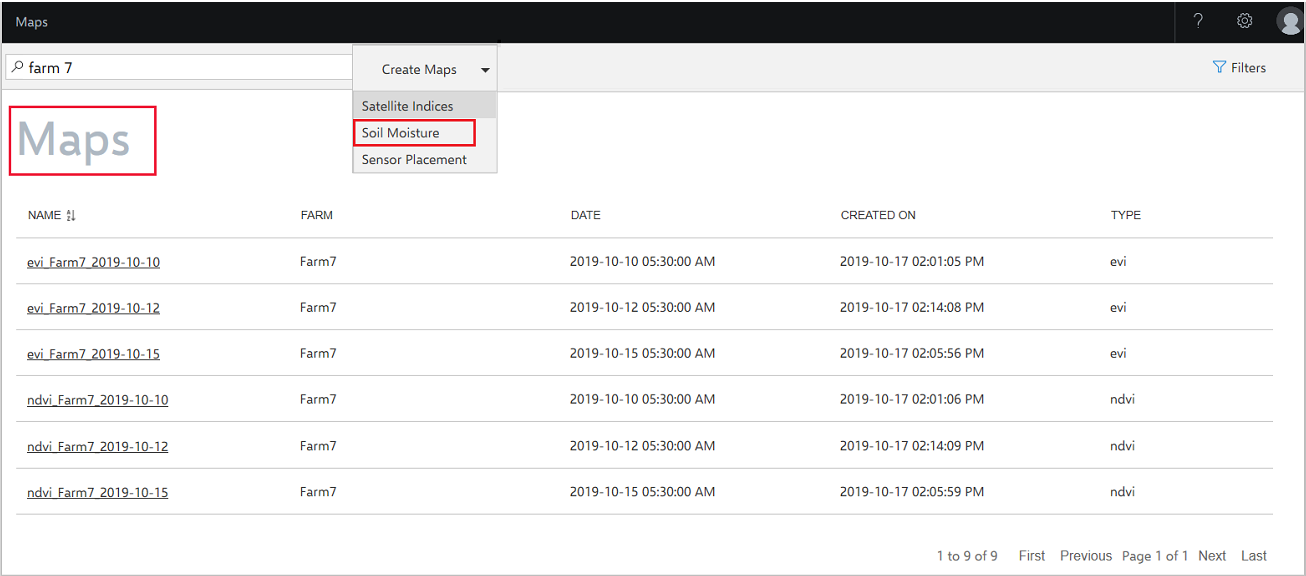 Maps
?
farm 7 Create Maps Filters
Satellite Indices
Soil Moisture
Sensor Placement
Maps
NAME FARM DATE CREATED ON TYPE
evi_Farm7_2019-10-10 Farm7 2019-10-10 05:30:00 AM 2019-10-17 02:01:05 PM evi
evi_Farm7_2019-10-12 Farm7 2019-10-12 05:30:00 AM 2019-10-17 02:14:08 PM evi
evi_Farm7_2019-10-15 Farm7 2019-10-15 05:30:00 AM 2019-10-17 02:05:56 PM evi
ndvi_Farm7_2019-10-10 Farm7 2019-10-10 05:30:00 AM 2019-10-17 02:01:06 PM ndvi
ndvi_Farm7_2019-10-12 Farm7 2019-10-12 05:30:00 AM 2019-10-17 02:14:09 PM ndvi
ndvi_Farm7_2019-10-15 Farm7 2019-10-15 05:30:00 AM 2019-10-17 02:05:59 PM ndvi
1 to 9 of 9 First Previous Page 1 of 1 Next Last